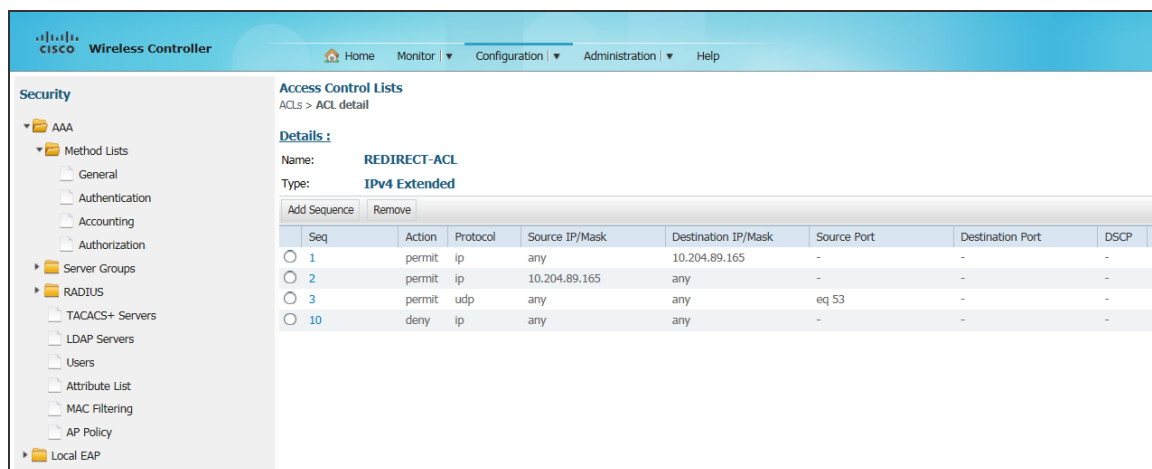 CISCO Wireless Controller
Home Monitor Configuration Administration Help
Security
AAA
Method Lists
General
Authentication
Accounting
Authorization
Server Groups
RADIUS
TACACS+ Servers
LDAP Servers
Users
Attribute List
MAC Filtering
AP Policy
Local EAP
Access Control Lists
ACLs > ACL detail
Details :
Name: REDIRECT-ACL
Type: IPv4 Extended
Add Sequence Remove
Seq Action Protocol Source IP/Mask Destination IP/Mask Source Port Destination Port DSCP
1 permit ip any 10.204.89.165 - - -
2 permit ip 10.204.89.165 any - - -
3 permit udp any any eq 53 - -
10 deny ip any any - - -